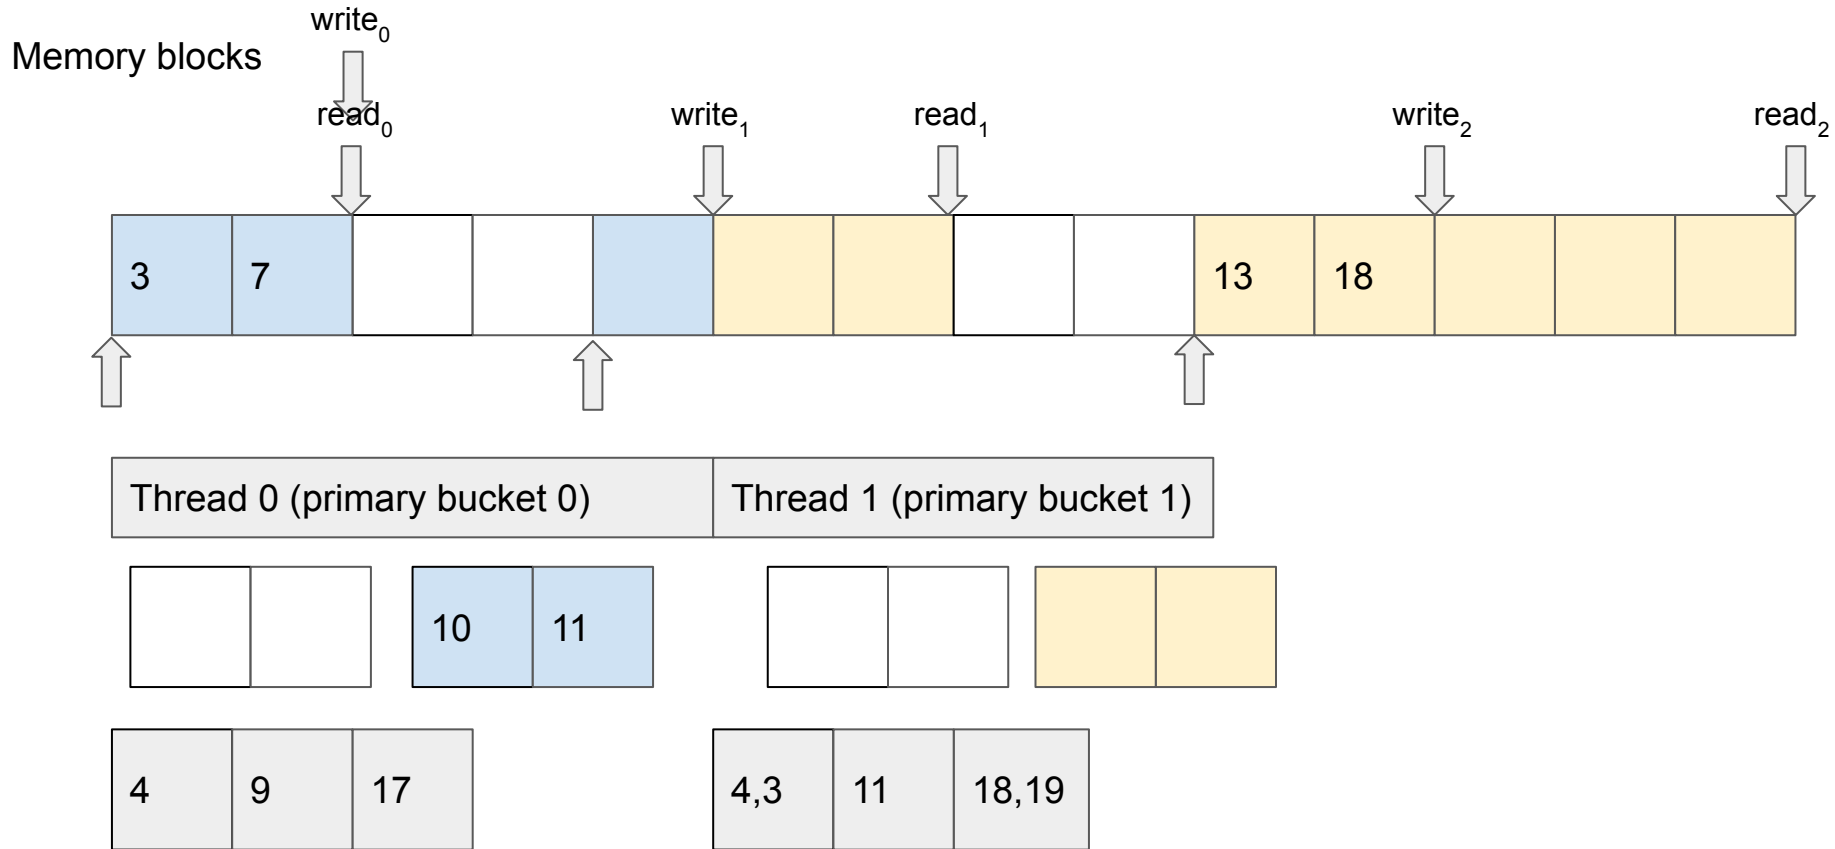 write₀
Memory blocks
read₀ write₁ read₁ write₂ read₂
3 7 13 18
Thread 0 (primary bucket 0) Thread 1 (primary bucket 1)
10 11
4 9 17 4,3 11 18,19